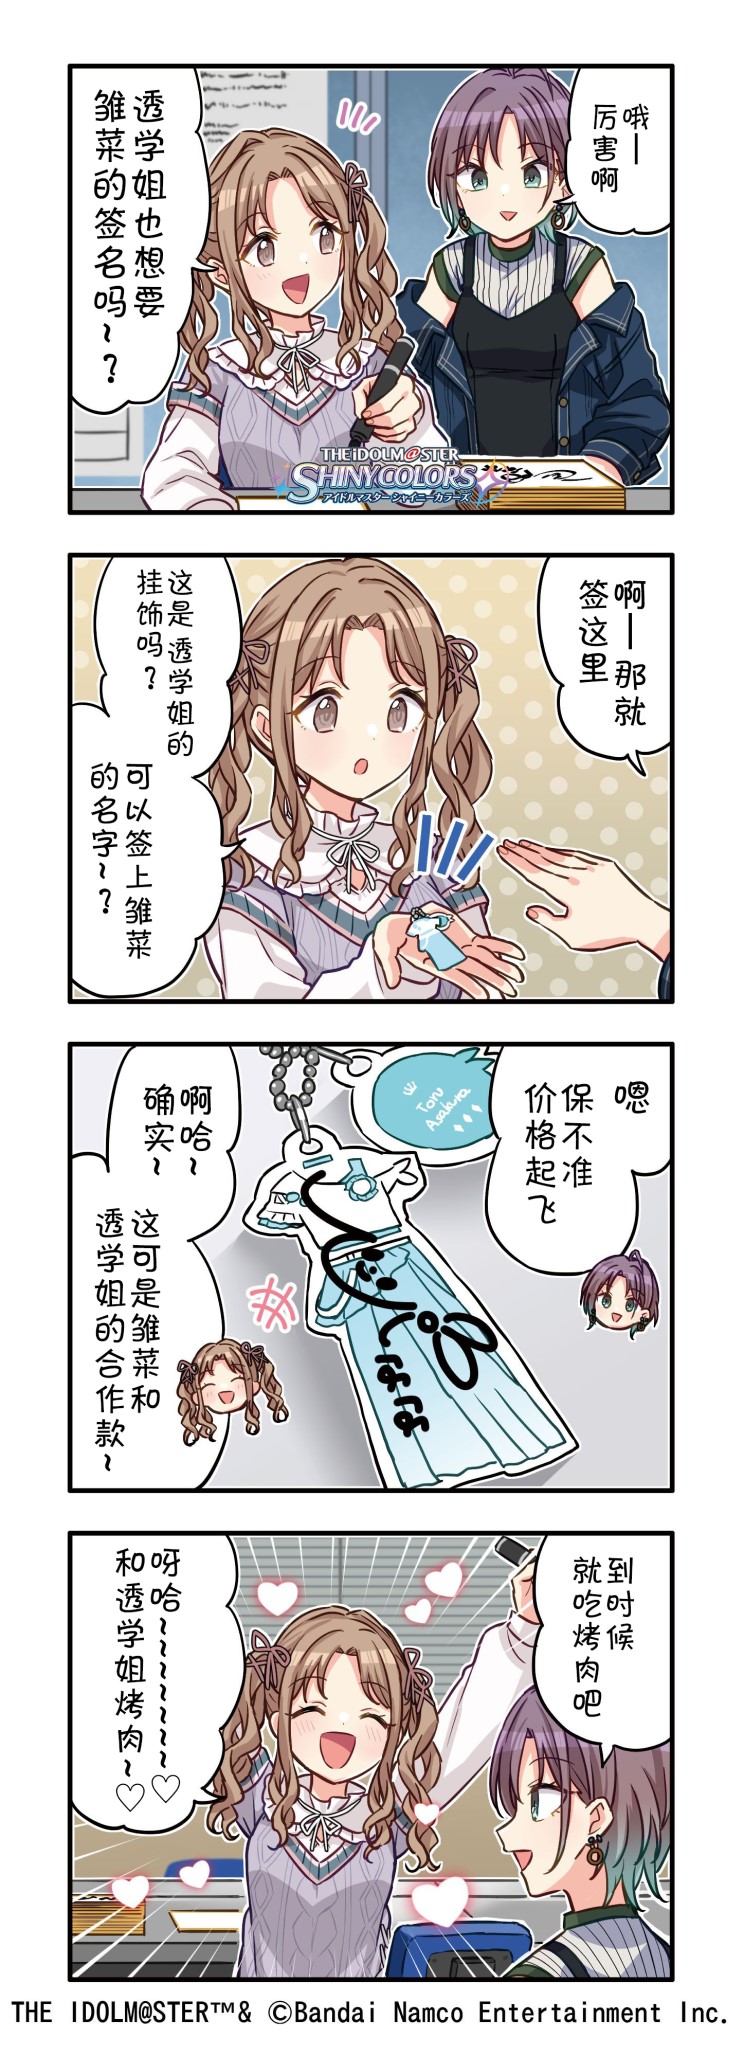 哦—
厉害啊
透学姐也想要
雏菜的签名吗~?
THE iDOLM@STER
SHINY COLORS
アイドルマスター シャイニーカラーズ
啊—那就
签这里
这是透学姐的
挂饰吗?
可以签上雏菜
的名字~?
嗯
保不准
价格起飞
Toru
Asakura
啊哈~
确实~
这可是雏菜和
透学姐的合作款~
到时候
就吃烤肉吧
呀哈~~~~~~~♡
和透学姐烤肉~♡
THE IDOLM@STER™& ©Bandai Namco Entertainment Inc.